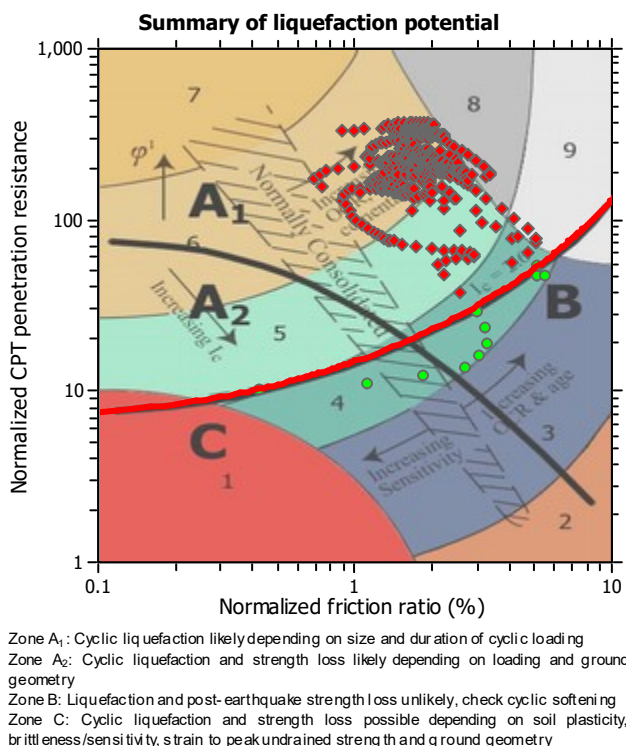 Summary of liquefaction potential
1,000
7
8
9
φ'
A1
Normally Consolidated
6
100
A2
Increasing Ic
5
B
10
4
Increasing
OCR & age
C
Increasing
Sensitivity
3
1
2
1
0.1
1
10
Normalized CPT penetration resistance
Normalized friction ratio (%)
Zone A1: Cyclic liquefaction likely depending on size and duration of cyclic loading
Zone A2: Cyclic liquefaction and strength loss likely depending on loading and ground
geometry
Zone B: Liquefaction and post-earthquake strength loss unlikely, check cyclic softening
Zone C: Cyclic liquefaction and strength loss possible depending on soil plasticity,
brittleness/sensitivity, strain to peak undrained strength and ground geometry